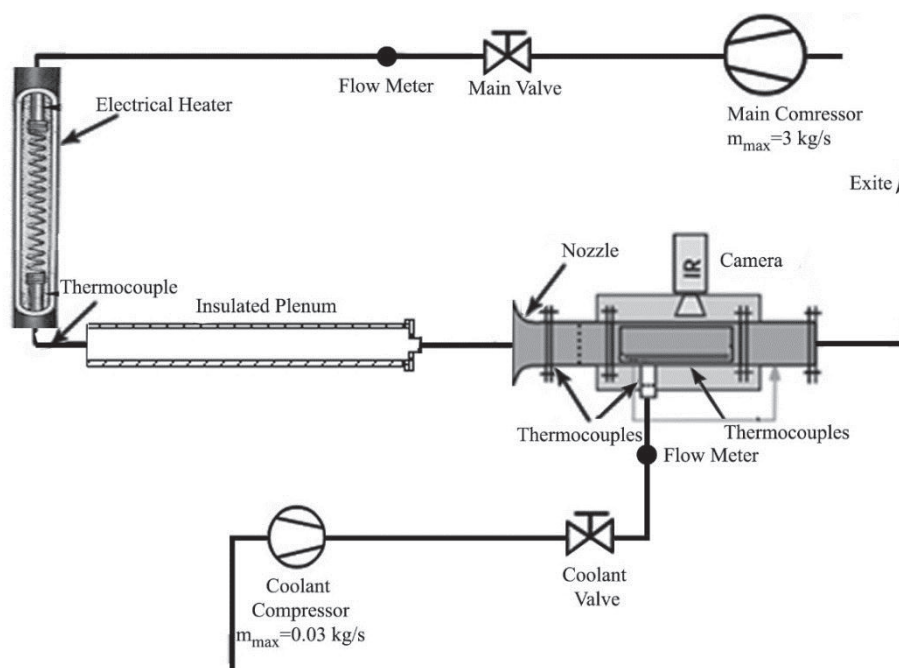 Flow Meter
Main Valve
Electrical Heater
Main Comressor
m_max=3 kg/s
Exite
Nozzle
IR
Camera
Thermocouple
Insulated Plenum
Thermocouples
Thermocouples
Flow Meter
Coolant
Compressor
m_max=0.03 kg/s
Coolant
Valve